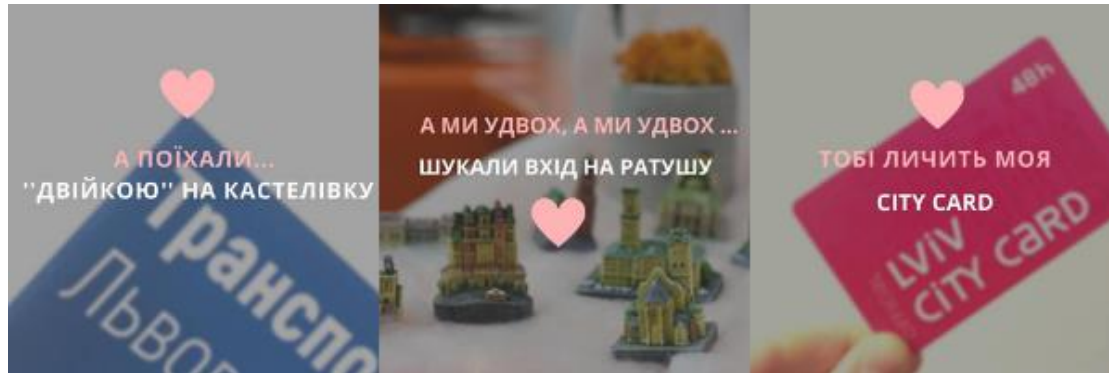 А ПОЇХАЛИ...
"ДВІЙКОЮ" НА КАСТЕЛІВКУ
Транспо
Львов
А МИ УДВОХ, А МИ УДВОХ ...
ШУКАЛИ ВХІД НА РАТУШУ
ТОБІ ЛИЧИТЬ МОЯ
CITY CARD
48h
LVIV
CITY CARD